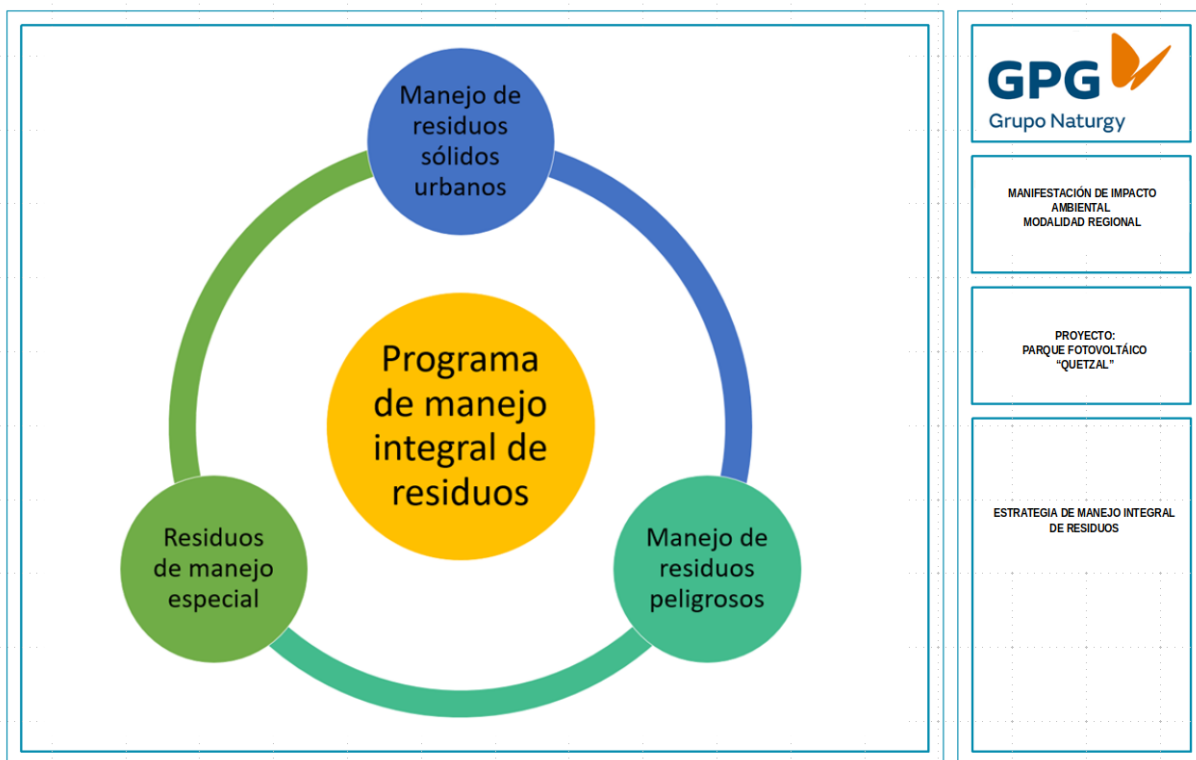 Manejo de
residuos
sólidos
urbanos
Programa
de manejo
integral de
residuos
Residuos
de manejo
especial
Manejo de
residuos
peligrosos
GPG
Grupo Naturgy
MANIFESTACIÓN DE IMPACTO
AMBIENTAL
MODALIDAD REGIONAL
PROYECTO:
PARQUE FOTOVOLTÁICO
“QUETZAL”
ESTRATEGIA DE MANEJO INTEGRAL
DE RESIDUOS